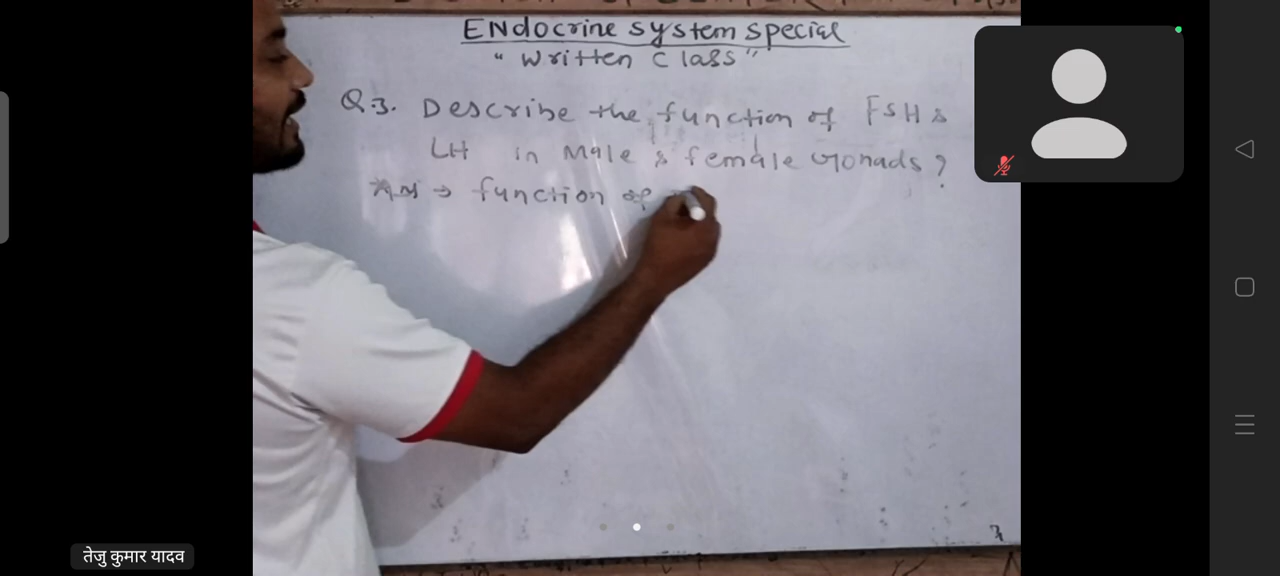 ENdocrine system special
"written class"
Q.3. Describe the function of FSH &
LH in Male & female Gonads?
Ans → function of
तेजु कुमार यादव